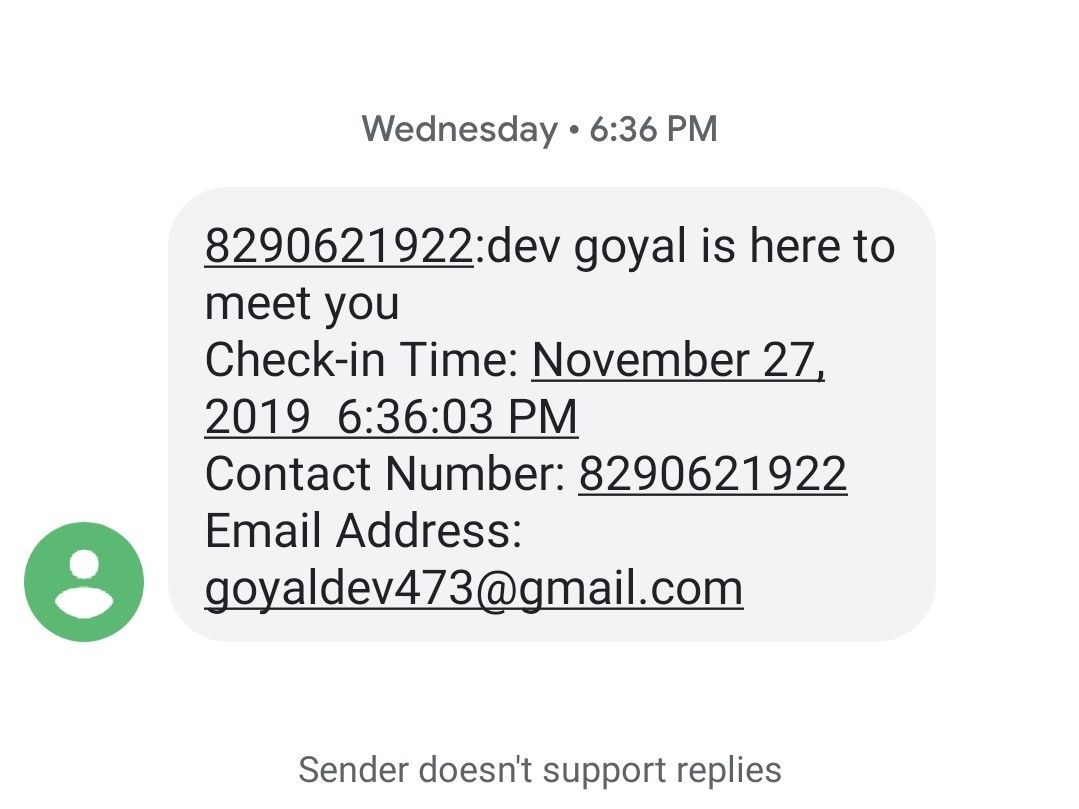 Wednesday • 6:36 PM
8290621922:dev goyal is here to
meet you
Check-in Time: November 27,
2019  6:36:03 PM
Contact Number: 8290621922
Email Address:
goyaldev473@gmail.com
Sender doesn't support replies